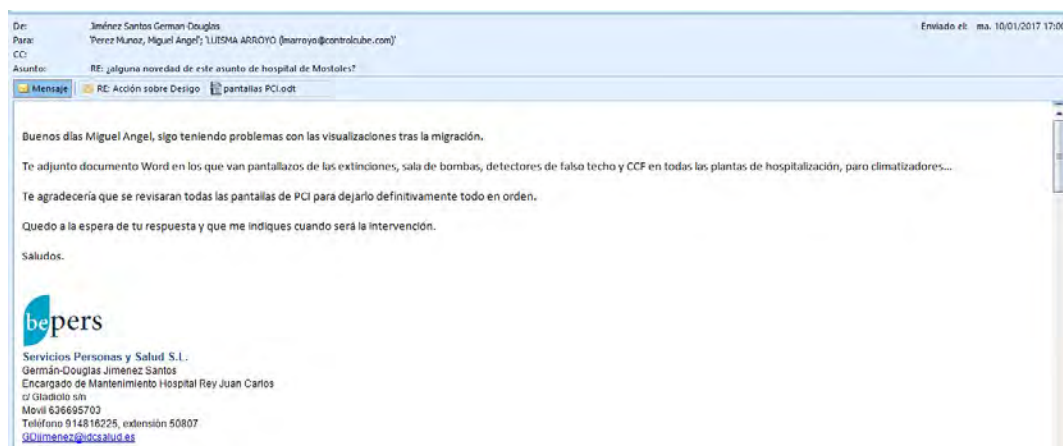 De: Jiménez Santos German-Douglas Enviado el: ma. 10/01/2017 17:00
Para: 'Perez Munoz, Miguel Angel'; 'LUISMA ARROYO (lmarroyo@controlcube.com)'
CC:
Asunto: RE: ¿alguna novedad de este asunto de hospital de Mostoles?
Mensaje RE: Acción sobre Desigo pantallas PCI.odt
Buenos días Miguel Angel, sigo teniendo problemas con las visualizaciones tras la migración.
Te adjunto documento Word en los que van pantallazos de las extinciones, sala de bombas, detectores de falso techo y CCF en todas las plantas de hospitalización, paro climatizadores...
Te agradecería que se revisaran todas las pantallas de PCI para dejarlo definitivamente todo en orden.
Quedo a la espera de tu respuesta y que me indiques cuando será la intervención.
Saludos.
bepers
Servicios Personas y Salud S.L.
Germán-Douglas Jimenez Santos
Encargado de Mantenimiento Hospital Rey Juan Carlos
c/ Gladiolo s/n
Movil 636695703
Teléfono 914816225, extensión 50807
GDjimenez@idcsalud.es